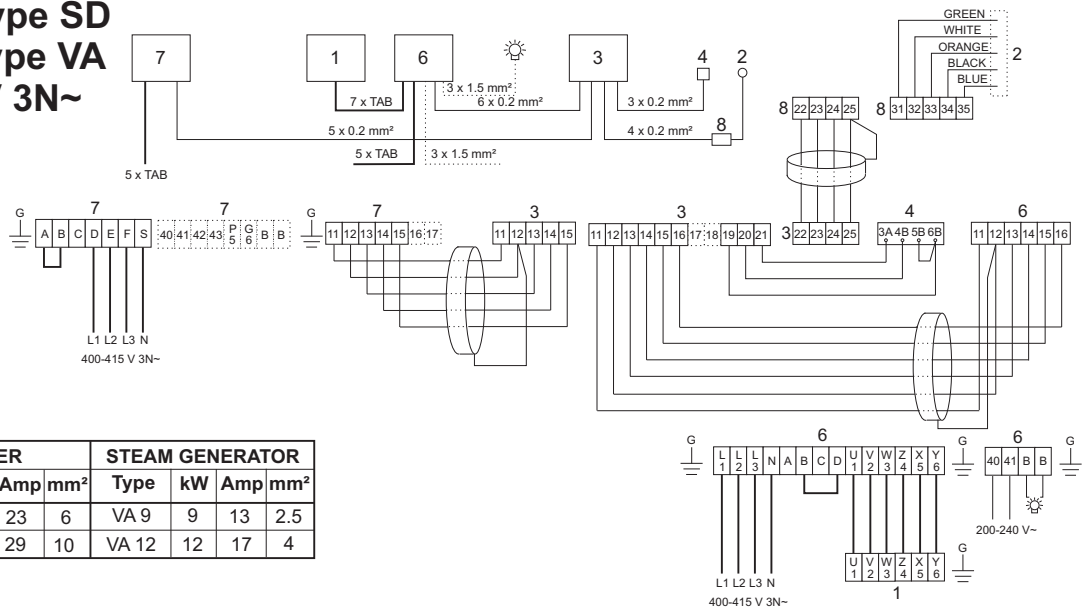 ype SD
ype VA
V 3N~
7
1
6
3
4
2
3 x 1.5 mm²
7 x TAB
6 x 0.2 mm²
3 x 0.2 mm²
5 x 0.2 mm²
4 x 0.2 mm²
8
5 x TAB
3 x 1.5 mm²
5 x TAB
GREEN
WHITE
ORANGE
BLACK
BLUE
2
8 22 23 24 25
8 31 32 33 34 35
G
7
A B C D E F S
7
40 41 42 43 P5 G6 B B
G
7
11 12 13 14 15 16 17
3
11 12 13 14 15
3
11 12 13 14 15 16 17 18 19 20 21
3 22 23 24 25
4
3A 4B 5B 6B
6
11 12 13 14 15 16
L1 L2 L3 N
400-415 V 3N~
ER STEAM GENERATOR
Amp mm² Type kW Amp mm²
23 6 VA 9 9 13 2.5
29 10 VA 12 12 17 4
G
6
L1 L2 L3 N A B C D U1 V2 W3 Z4 X5 Y6
G
6
40 41 B B
G
200-240 V~
U1 V2 W3 Z4 X5 Y6
G
1
L1 L2 L3 N
400-415 V 3N~